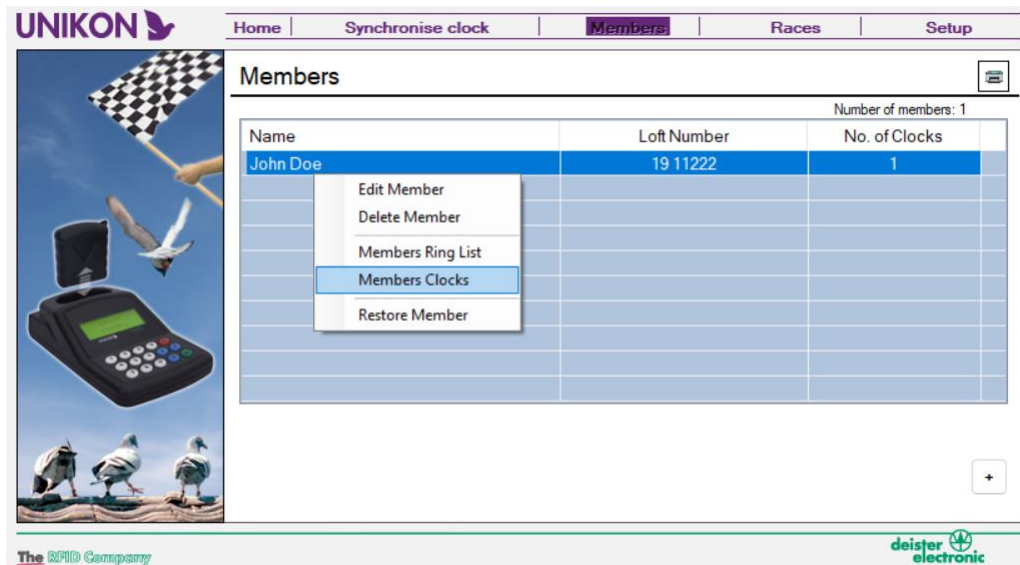 UNIKON
Home | Synchronise clock | Members | Races | Setup
Members
Number of members: 1
Name Loft Number No. of Clocks
John Doe 19 11222 1
Edit Member
Delete Member
Members Ring List
Members Clocks
Restore Member
+
The RFID Company
deister electronic